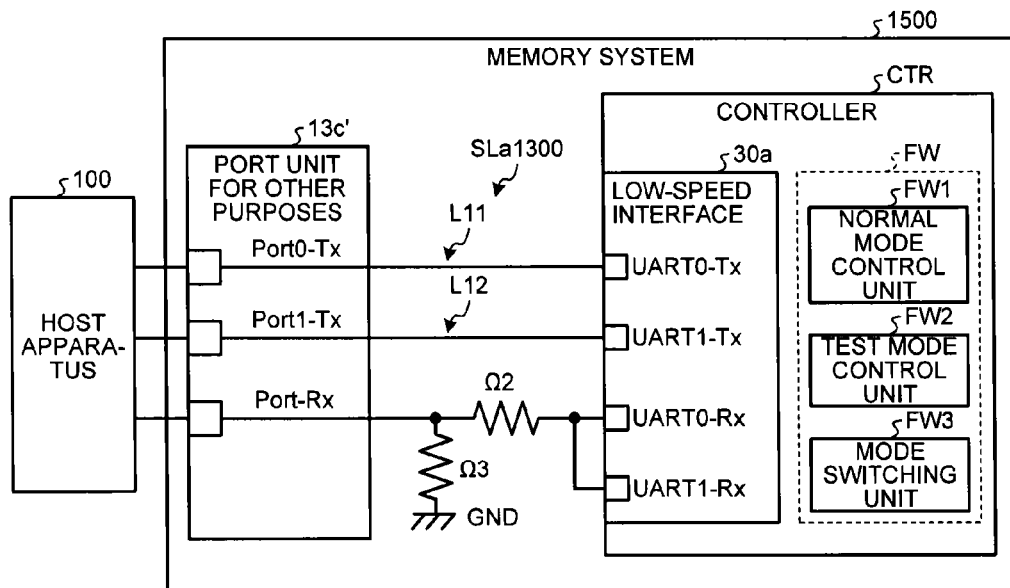 1500
MEMORY SYSTEM
CTR
CONTROLLER
13c'
PORT UNIT
FOR OTHER
PURPOSES
SLa1300
30a
LOW-SPEED
INTERFACE
FW
FW1
NORMAL
MODE
CONTROL
UNIT
100
HOST
APPARA-
TUS
Port0-Tx
L11
UART0-Tx
Port1-Tx
L12
UART1-Tx
FW2
TEST MODE
CONTROL
UNIT
Port-Rx
Ω2
UART0-Rx
Ω3
GND
UART1-Rx
FW3
MODE
SWITCHING
UNIT